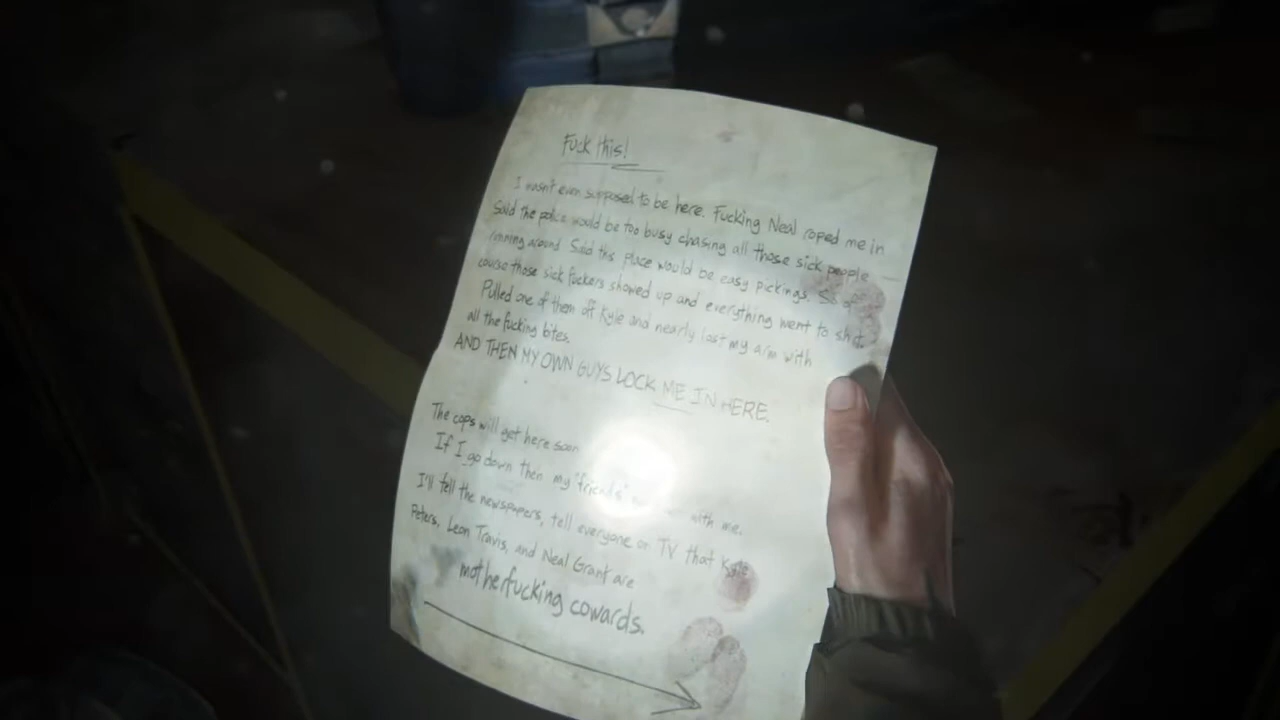 Fuck this!
I wasn't even supposed to be here. Fucking Neal roped me in
Said the police would be too busy chasing all those sick people
running around. Said this place would be easy pickings. So of
course those sick fuckers showed up and everything went to shit.
Pulled one of them off Kyle and nearly lost my arm with
all the fucking bites.
AND THEN MY OWN GUYS LOCK ME IN HERE.
The cops will get here soon
If I go down then my "friends" with me.
I'll tell the newspapers, tell everyone on TV that Kyle
Peters, Leon Travis, and Neal Grant are
motherfucking cowards.